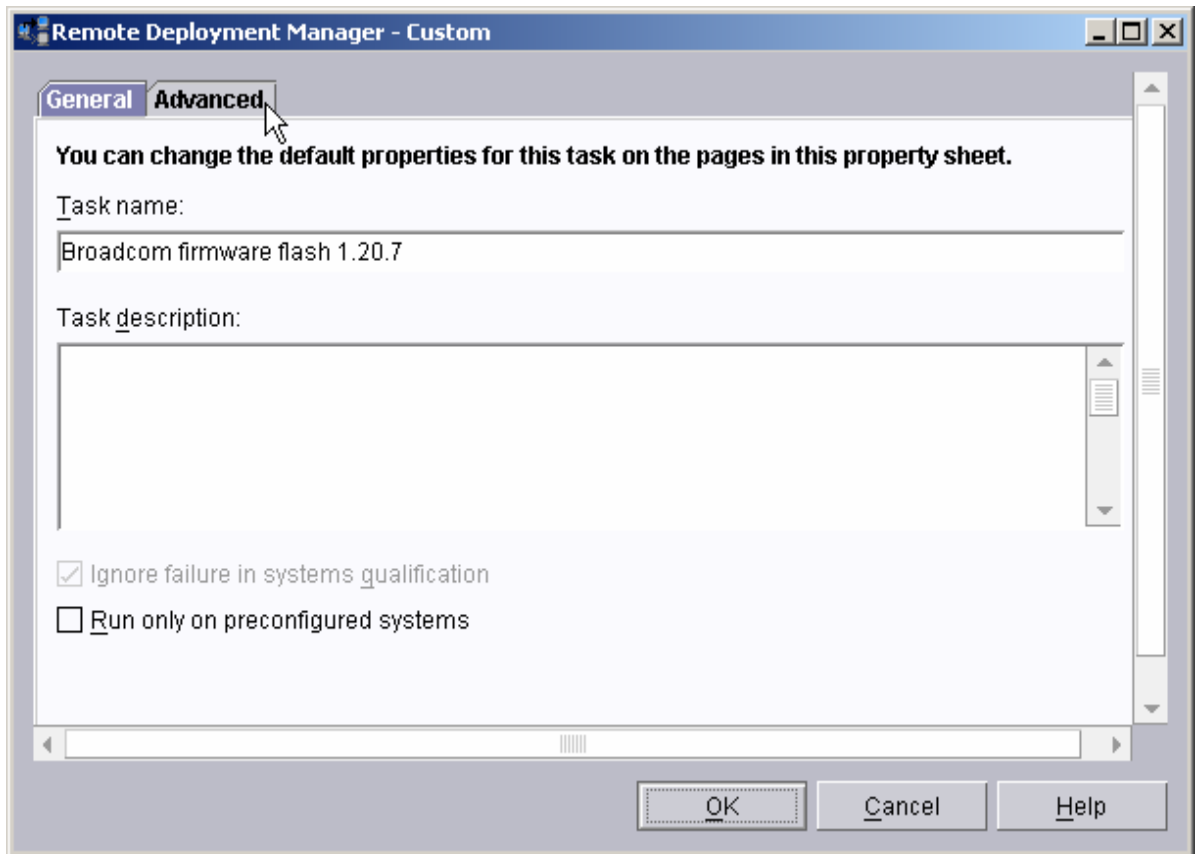 Remote Deployment Manager - Custom
General Advanced
You can change the default properties for this task on the pages in this property sheet.
Task name:
Broadcom firmware flash 1.20.7
Task description:
Ignore failure in systems qualification
Run only on preconfigured systems
OK Cancel Help